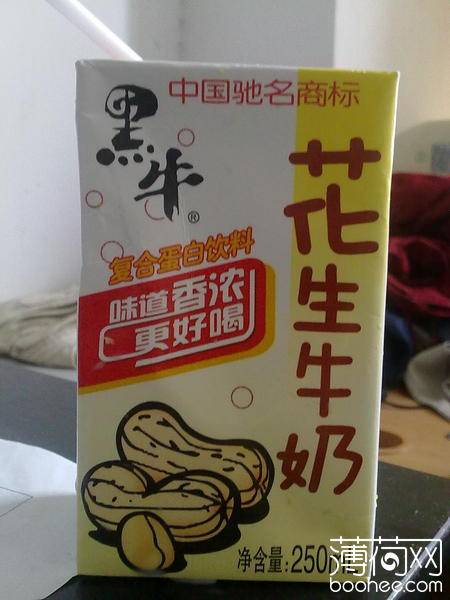 中国驰名商标
黑牛®
花生牛奶
复合蛋白饮料
味道香浓
更好喝
净含量:250
薄荷网
boohee.com